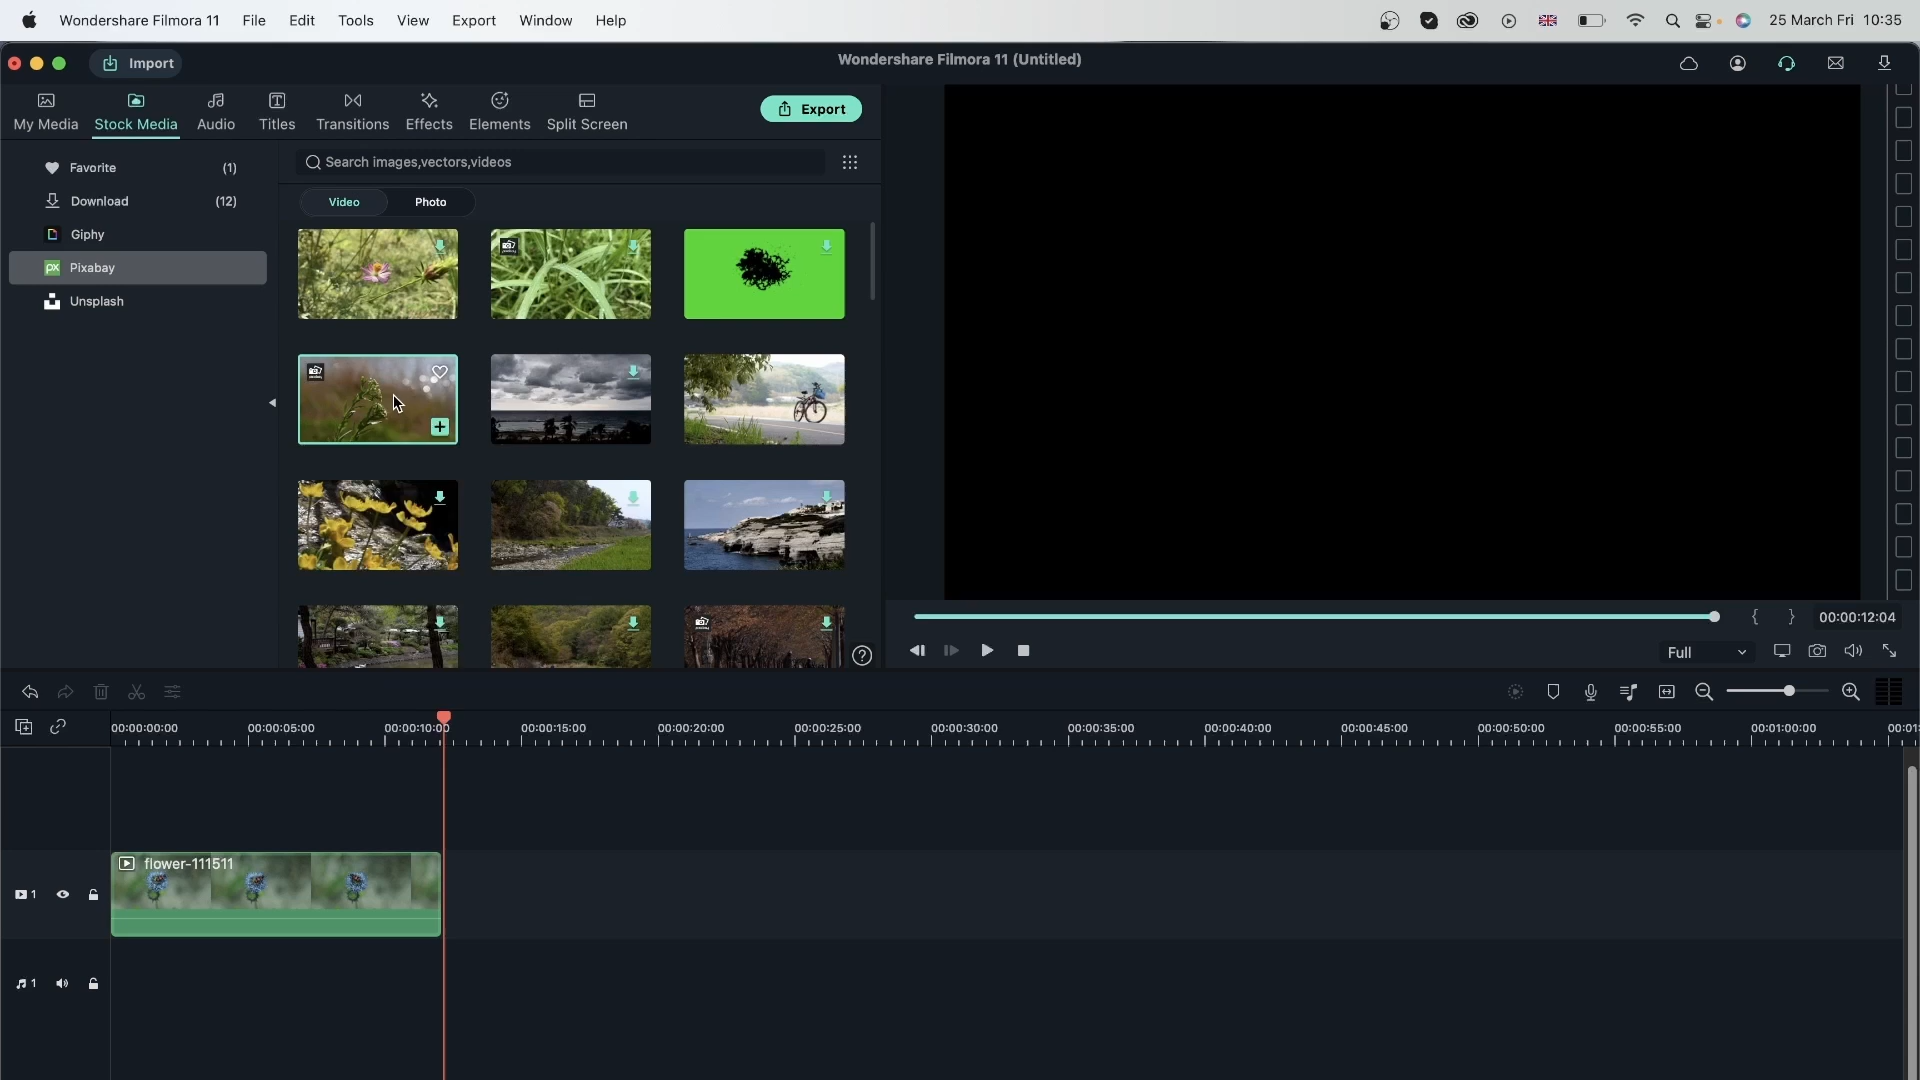 Wondershare Filmora 11 File Edit Tools View Export Window Help 25 March Fri 10:35
Import Wondershare Filmora 11 (Untitled)
My Media Stock Media Audio Titles Transitions Effects Elements Split Screen Export
Favorite (1)
Search images,vectors,videos
Download (12)
Video Photo
Giphy
px Pixabay
Unsplash
{ } 00:00:12:04
Full
00:00:00:00 00:00:05:00 00:00:10:00 00:00:15:00 00:00:20:00 00:00:25:00 00:00:30:00 00:00:35:00 00:00:40:00 00:00:45:00 00:00:50:00 00:00:55:00 00:01:00:00 00:01:
flower-111511
1
1